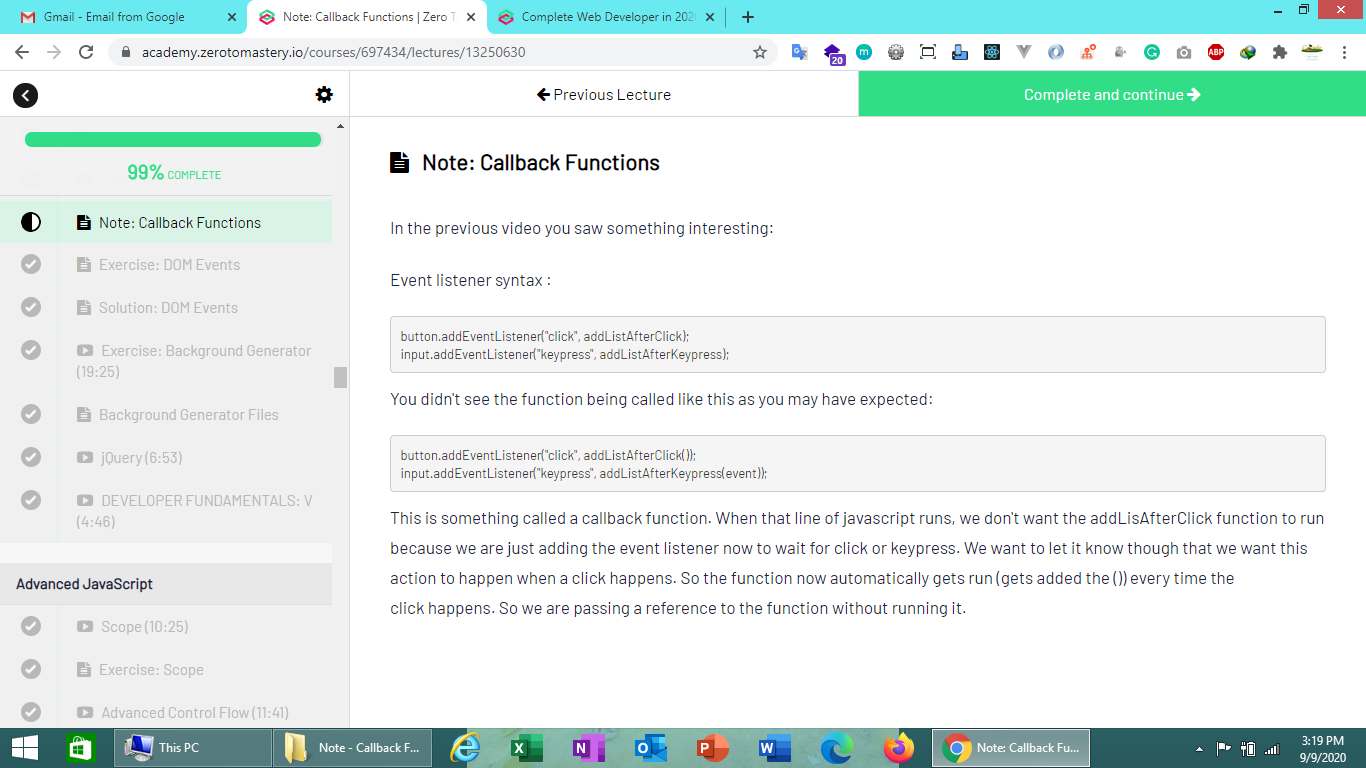 Gmail - Email from Google
Note: Callback Functions | Zero T
Complete Web Developer in 202
academy.zerotomastery.io/courses/697434/lectures/13250630
20
ABP
Previous Lecture
Complete and continue
99% COMPLETE
Note: Callback Functions
Exercise: DOM Events
Solution: DOM Events
Exercise: Background Generator
(19:25)
Background Generator Files
jQuery (6:53)
DEVELOPER FUNDAMENTALS: V
(4:46)
Advanced JavaScript
Scope (10:25)
Exercise: Scope
Advanced Control Flow (11:41)
Note: Callback Functions
In the previous video you saw something interesting:
Event listener syntax :
button.addEventListener("click", addListAfterClick);
input.addEventListener("keypress", addListAfterKeypress);
You didn't see the function being called like this as you may have expected:
button.addEventListener("click", addListAfterClick());
input.addEventListener("keypress", addListAfterKeypress(event));
This is something called a callback function. When that line of javascript runs, we don't want the addLisAfterClick function to run
because we are just adding the event listener now to wait for click or keypress. We want to let it know though that we want this
action to happen when a click happens. So the function now automatically gets run (gets added the ()) every time the
click happens. So we are passing a reference to the function without running it.
This PC
Note - Callback F...
Note: Callback Fu...
3:19 PM
9/9/2020